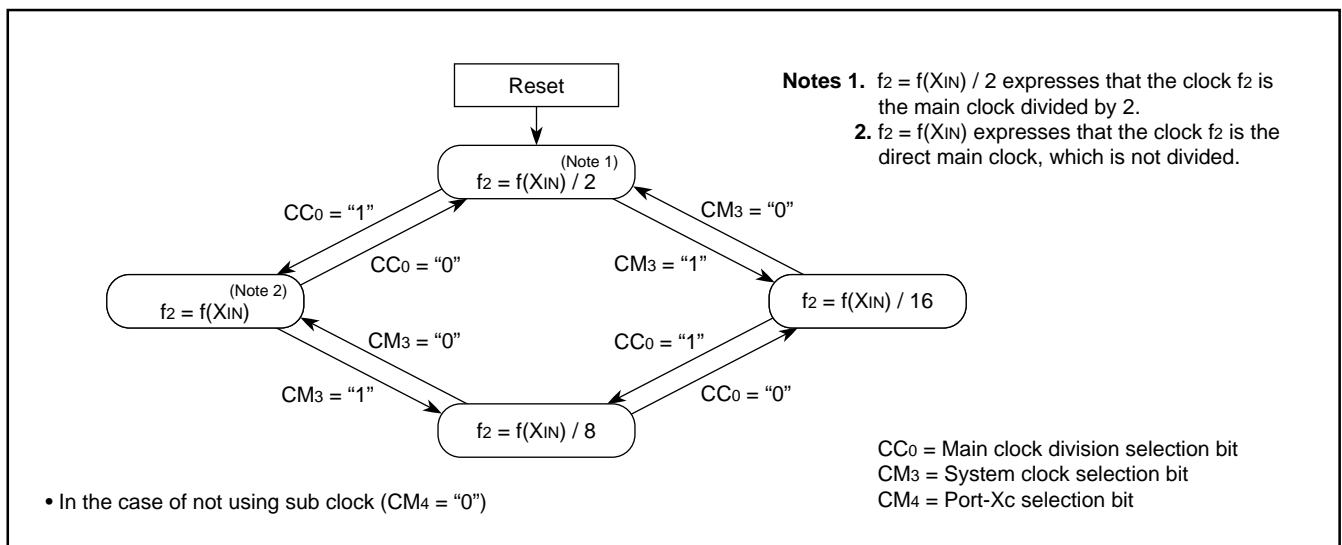 Reset
Notes 1. f2 = f(XIN) / 2 expresses that the clock f2 is
the main clock divided by 2.
2. f2 = f(XIN) expresses that the clock f2 is the
direct main clock, which is not divided.
(Note 1)
f2 = f(XIN) / 2
CC0 = “1”
CM3 = “0”
CC0 = “0”
CM3 = “1”
(Note 2)
f2 = f(XIN)
f2 = f(XIN) / 16
CM3 = “0”
CC0 = “1”
CM3 = “1”
CC0 = “0”
f2 = f(XIN) / 8
CC0 = Main clock division selection bit
CM3 = System clock selection bit
CM4 = Port-Xc selection bit
• In the case of not using sub clock (CM4 = “0”)